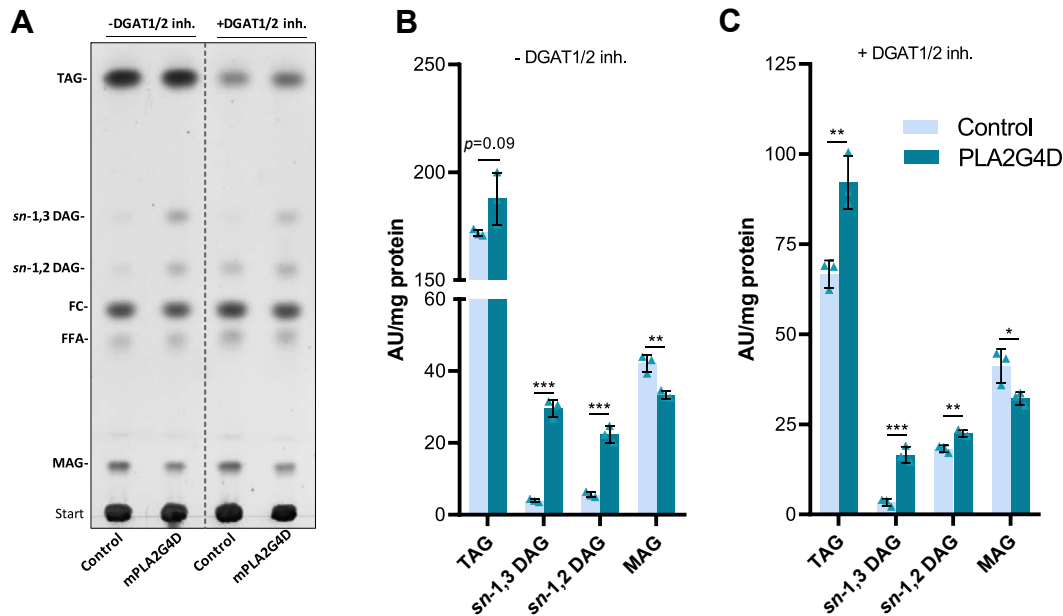 A
-DGAT1/2 inh. +DGAT1/2 inh.
TAG-
sn-1,3 DAG-
sn-1,2 DAG-
FC-
FFA-
MAG-
Start
Control
mPLA2G4D
Control
mPLA2G4D
B
- DGAT1/2 inh.
AU/mg protein
250
200
150
60
40
20
0
p=0.09
***
***
**
TAG
sn-1,3 DAG
sn-1,2 DAG
MAG
C
+ DGAT1/2 inh.
Control
PLA2G4D
AU/mg protein
125
100
75
50
25
0
**
***
**
*
TAG
sn-1,3 DAG
sn-1,2 DAG
MAG